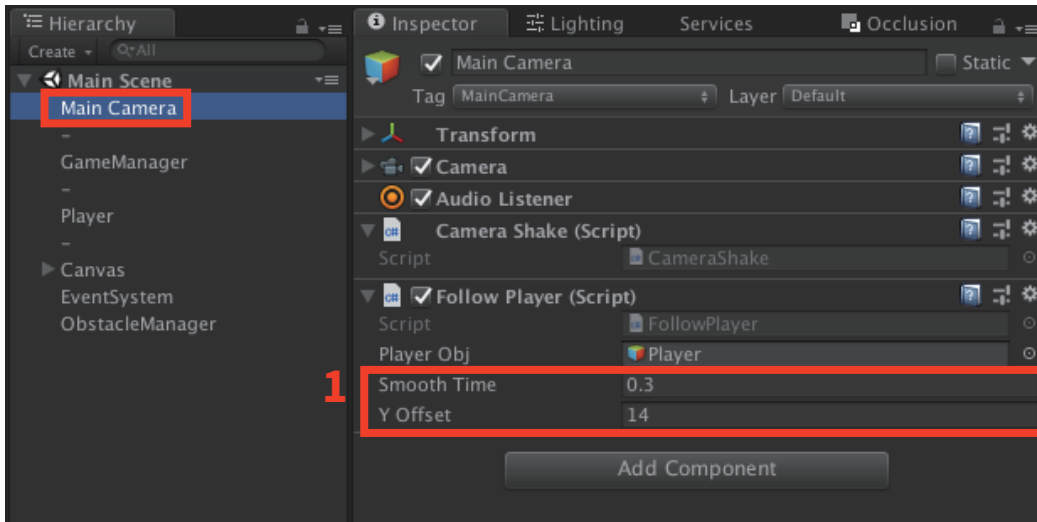 Hierarchy
Create All
Main Scene
Main Camera
–
GameManager
–
Player
–
Canvas
EventSystem
ObstacleManager
Inspector Lighting Services Occlusion
Main Camera Static
Tag MainCamera Layer Default
Transform
Camera
Audio Listener
C# Camera Shake (Script)
Script CameraShake
C# Follow Player (Script)
Script FollowPlayer
Player Obj Player
1
Smooth Time 0.3
Y Offset 14
Add Component